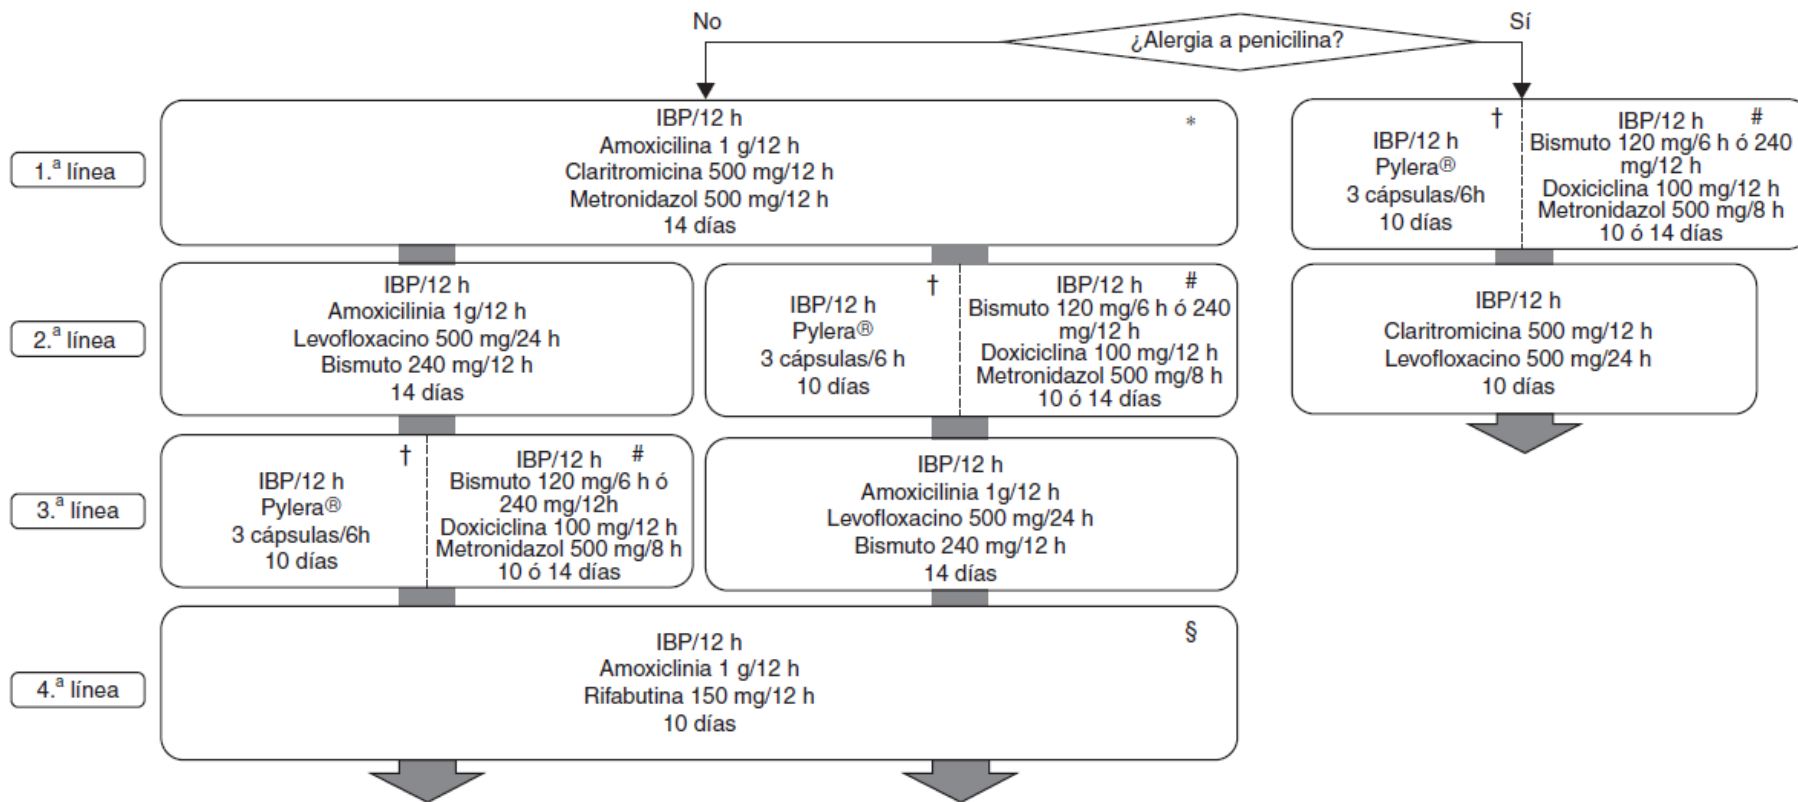 ¿Alergia a penicilina?
No
Sí
1.ª línea
IBP/12 h
*
Amoxicilina 1 g/12 h
Claritromicina 500 mg/12 h
Metronidazol 500 mg/12 h
14 días
†
IBP/12 h
Pylera®
3 cápsulas/6h
10 días
IBP/12 h
#
Bismuto 120 mg/6 h ó 240
mg/12 h
Doxiciclina 100 mg/12 h
Metronidazol 500 mg/8 h
10 ó 14 días
2.ª línea
IBP/12 h
Amoxicilinia 1g/12 h
Levofloxacino 500 mg/24 h
Bismuto 240 mg/12 h
14 días
†
IBP/12 h
Pylera®
3 cápsulas/6 h
10 días
IBP/12 h
#
Bismuto 120 mg/6 h ó 240
mg/12 h
Doxiciclina 100 mg/12 h
Metronidazol 500 mg/8 h
10 ó 14 días
IBP/12 h
Claritromicina 500 mg/12 h
Levofloxacino 500 mg/24 h
10 días
3.ª línea
†
IBP/12 h
Pylera®
3 cápsulas/6h
10 días
IBP/12 h
#
Bismuto 120 mg/6 h ó
240 mg/12h
Doxiciclina 100 mg/12 h
Metronidazol 500 mg/8 h
10 ó 14 días
IBP/12 h
Amoxicilinia 1g/12 h
Levofloxacino 500 mg/24 h
Bismuto 240 mg/12 h
14 días
4.ª línea
IBP/12 h
§
Amoxiclinia 1 g/12 h
Rifabutina 150 mg/12 h
10 días